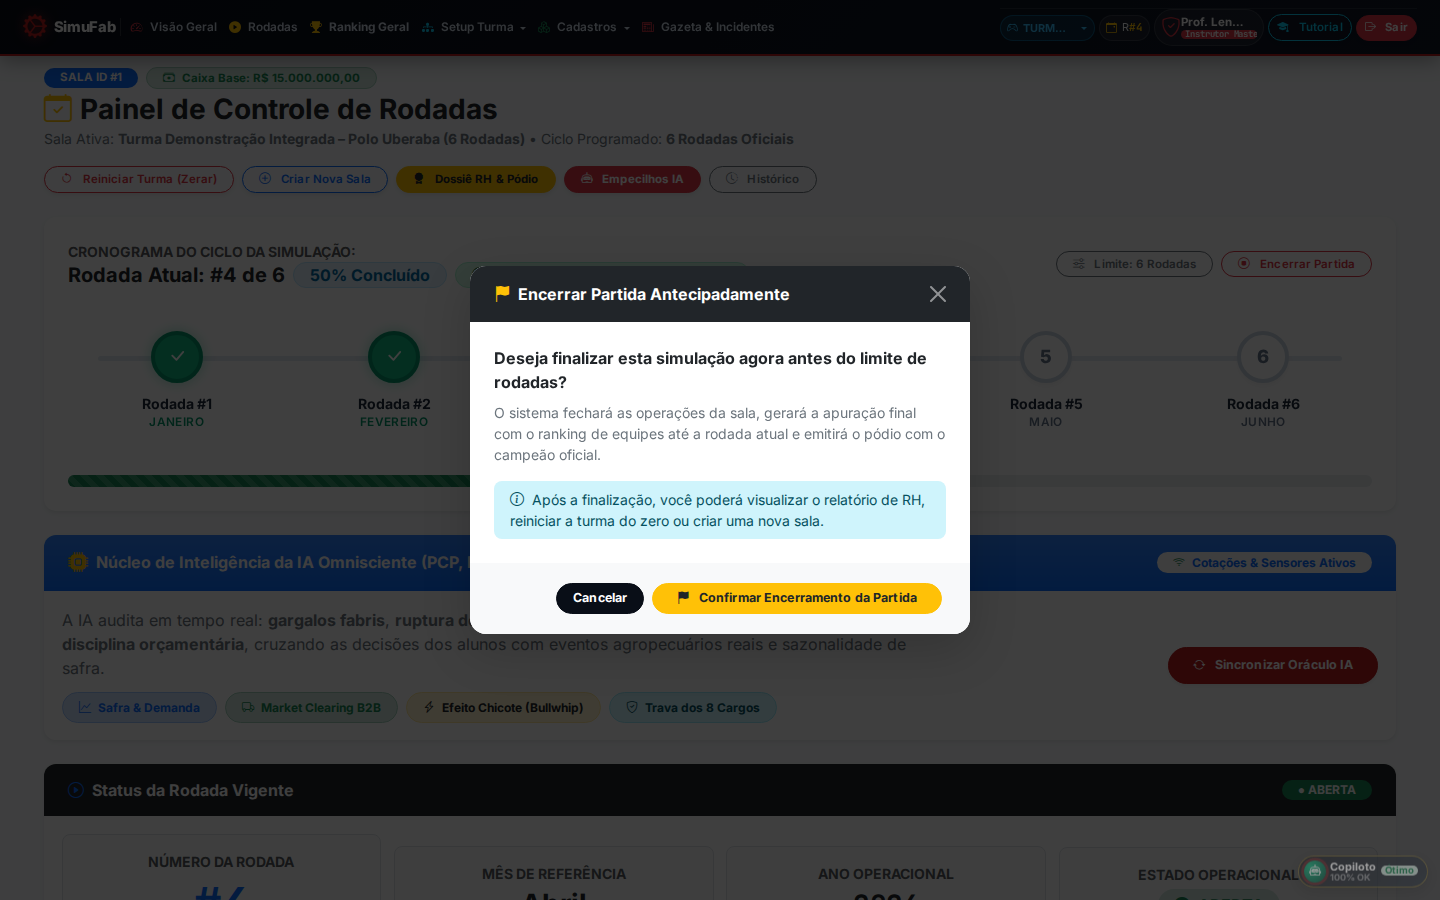 SimuFab
Visão Geral
Rodadas
Ranking Geral
Setup Turma
Cadastros
Gazeta & Incidentes
TURM...
R#4
Prof. Len...
Instrutor Maste
Tutorial
Sair
SALA ID #1
Caixa Base: R$ 15.000.000,00
Painel de Controle de Rodadas
Sala Ativa: Turma Demonstração Integrada – Polo Uberaba (6 Rodadas) • Ciclo Programado: 6 Rodadas Oficiais
Reiniciar Turma (Zerar)
Criar Nova Sala
Dossiê RH & Pódio
Empecilhos IA
Histórico
CRONOGRAMA DO CICLO DA SIMULAÇÃO:
Rodada Atual: #4 de 6
50% Concluído
Limite: 6 Rodadas
Encerrar Partida
Rodada #1
JANEIRO
Rodada #2
FEVEREIRO
5
Rodada #5
MAIO
6
Rodada #6
JUNHO
Encerrar Partida Antecipadamente
Deseja finalizar esta simulação agora antes do limite de
rodadas?
O sistema fechará as operações da sala, gerará a apuração final
com o ranking de equipes até a rodada atual e emitirá o pódio com o
campeão oficial.
Após a finalização, você poderá visualizar o relatório de RH,
reiniciar a turma do zero ou criar uma nova sala.
Cancelar
Confirmar Encerramento da Partida
Núcleo de Inteligência da IA Omnisciente (PCP,
Cotações & Sensores Ativos
A IA audita em tempo real: gargalos fabris, ruptura d
disciplina orçamentária, cruzando as decisões dos alunos com eventos agropecuários reais e sazonalidade de
safra.
Sincronizar Oráculo IA
Safra & Demanda
Market Clearing B2B
Efeito Chicote (Bullwhip)
Trava dos 8 Cargos
Status da Rodada Vigente
● ABERTA
NÚMERO DA RODADA
MÊS DE REFERÊNCIA
ANO OPERACIONAL
ESTADO OPERACIONAL
#4
Abril
Copiloto
100% OK
Ótimo